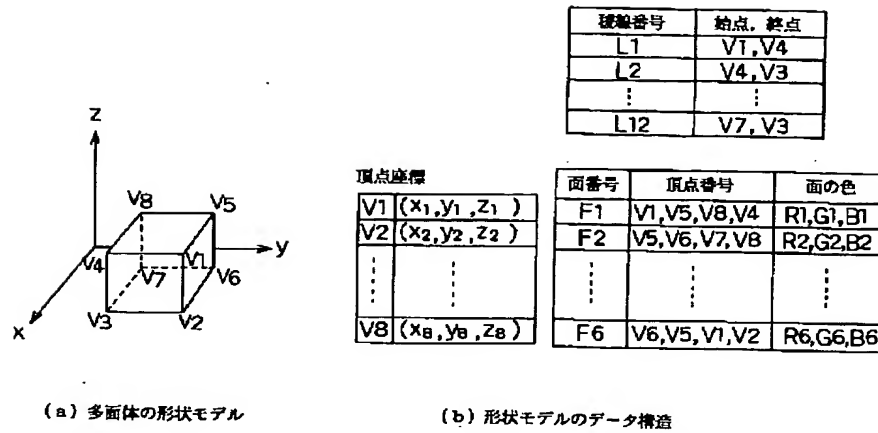 稜線番号 始点, 終点
L1 V1, V4
L2 V4, V3
L12 V7, V3
z
V8 V5
y
V4 V1
V7 V6
x V3 V2
頂点座標
V1 (x1, y1, z1)
V2 (x2, y2, z2)
V8 (x8, y8, z8)
面番号 頂点番号 面の色
F1 V1,V5,V8,V4 R1,G1,B1
F2 V5,V6,V7,V8 R2,G2,B2
F6 V6,V5,V1,V2 R6,G6,B6
(a) 多面体の形状モデル
(b) 形状モデルのデータ構造